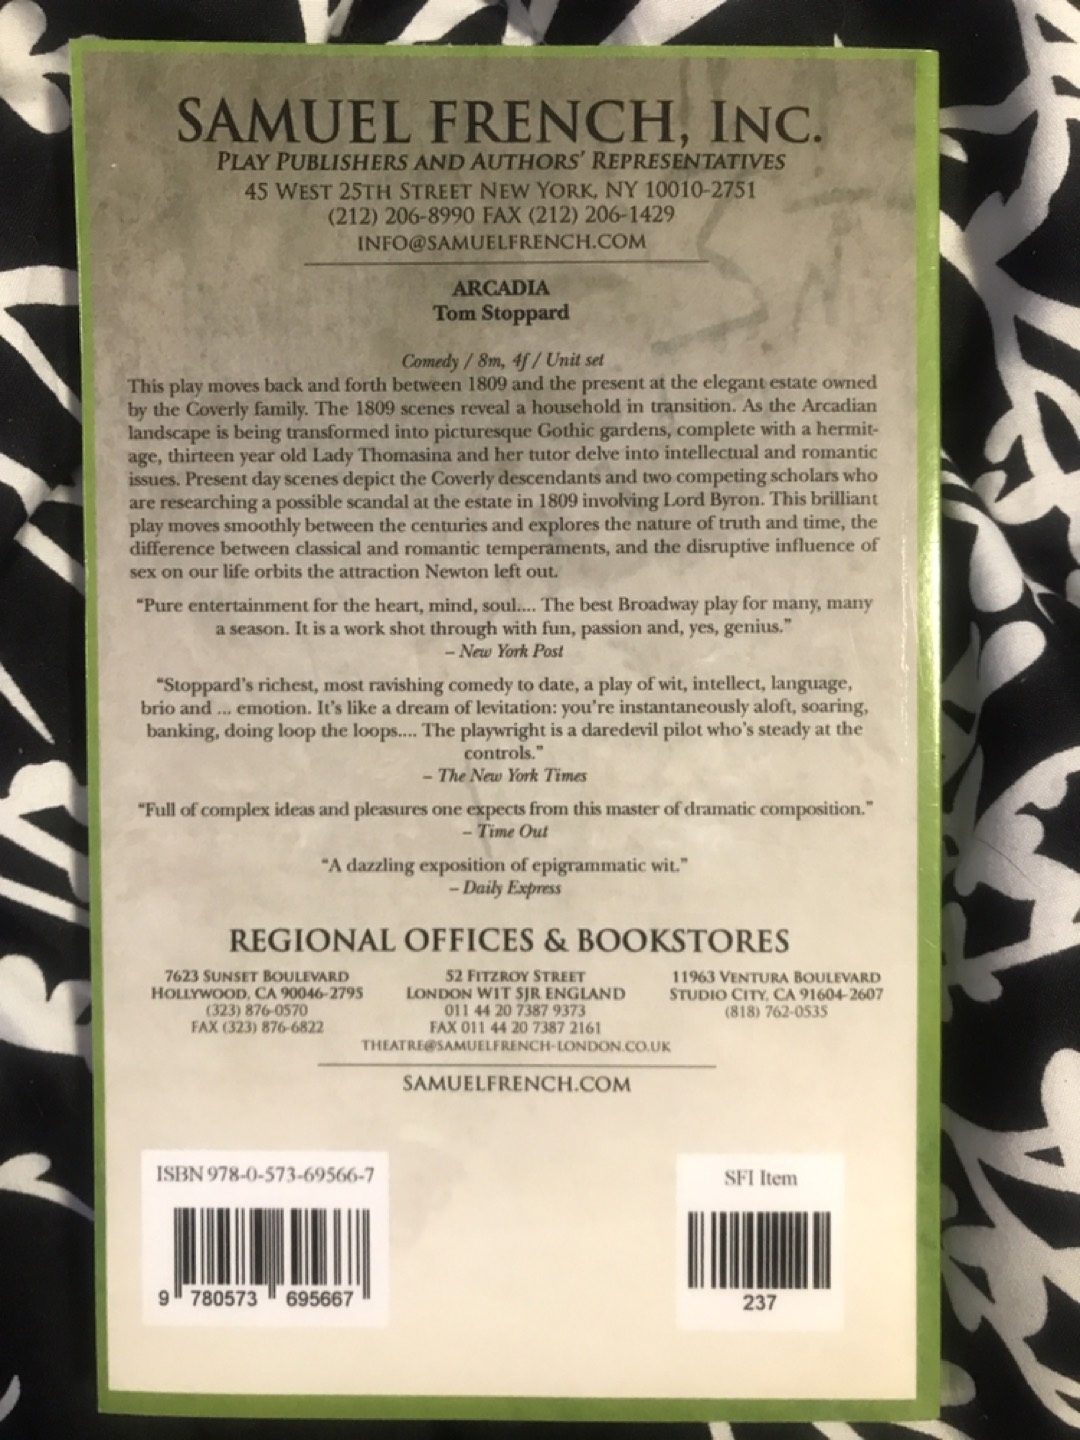 SAMUEL FRENCH, INC.
PLAY PUBLISHERS AND AUTHORS' REPRESENTATIVES
45 WEST 25TH STREET NEW YORK, NY 10010-2751
(212) 206-8990 FAX (212) 206-1429
INFO@SAMUELFRENCH.COM
ARCADIA
Tom Stoppard
Comedy / 8m, 4f / Unit set
This play moves back and forth between 1809 and the present at the elegant estate owned
by the Coverly family. The 1809 scenes reveal a household in transition. As the Arcadian
landscape is being transformed into picturesque Gothic gardens, complete with a hermit-
age, thirteen year old Lady Thomasina and her tutor delve into intellectual and romantic
issues. Present day scenes depict the Coverly descendants and two competing scholars who
are researching a possible scandal at the estate in 1809 involving Lord Byron. This brilliant
play moves smoothly between the centuries and explores the nature of truth and time, the
difference between classical and romantic temperaments, and the disruptive influence of
sex on our life orbits the attraction Newton left out.
“Pure entertainment for the heart, mind, soul.... The best Broadway play for many, many
a season. It is a work shot through with fun, passion and, yes, genius.”
– New York Post
“Stoppard's richest, most ravishing comedy to date, a play of wit, intellect, language,
brio and ... emotion. It's like a dream of levitation: you're instantaneously aloft, soaring,
banking, doing loop the loops.... The playwright is a daredevil pilot who's steady at the
controls.”
– The New York Times
“Full of complex ideas and pleasures one expects from this master of dramatic composition.”
– Time Out
“A dazzling exposition of epigrammatic wit.”
– Daily Express
REGIONAL OFFICES & BOOKSTORES
7623 SUNSET BOULEVARD
HOLLYWOOD, CA 90046-2795
(323) 876-0570
FAX (323) 876-6822
52 FITZROY STREET
LONDON W1T 5JR ENGLAND
011 44 20 7387 9373
FAX 011 44 20 7387 2161
THEATRE@SAMUELFRENCH-LONDON.CO.UK
11963 VENTURA BOULEVARD
STUDIO CITY, CA 91604-2607
(818) 762-0535
SAMUELFRENCH.COM
ISBN 978-0-573-69566-7
9 780573 695667
SFI Item
237